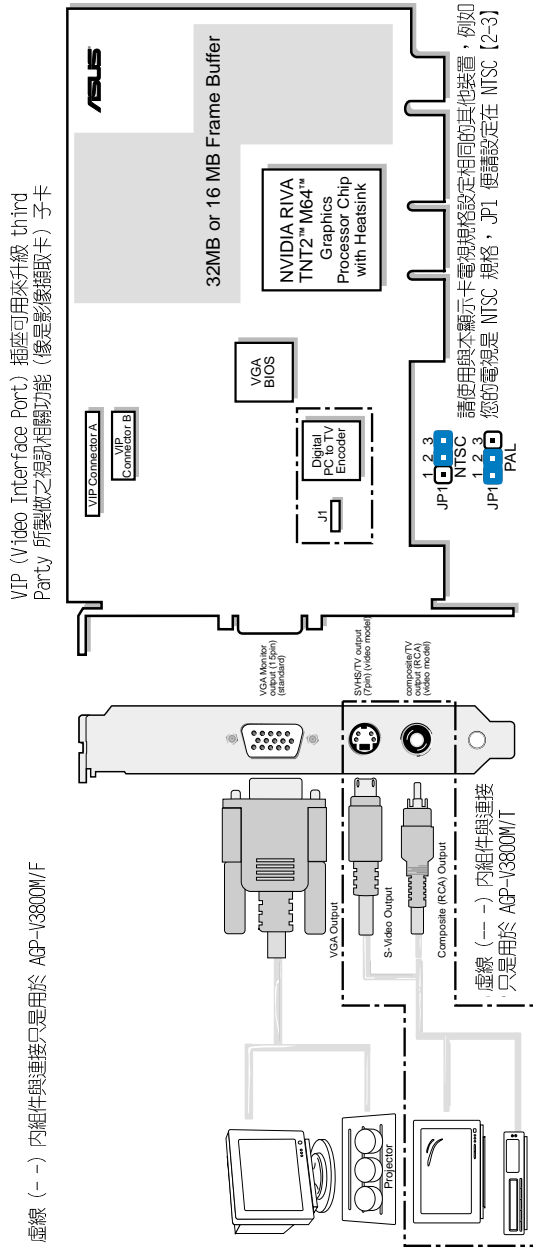 虛線 (- -) 內組件與連接只是用於 AGP-V3800M/F
VIP (Video Interface Port) 插座可用來升級 third
Party 所製做之視訊相關功能 (像是影像擷取卡) 子卡
ASUS
32MB or 16 MB Frame Buffer
NVIDIA RIVA
TNT2™ M64™
Graphics
Processor Chip
with Heatsink
VGA
BIOS
VIP Connector A
VIP
Connector B
Digital
PC to TV
Encoder
J1
JP1
1 2 3
NTSC
JP1
1 2 3
PAL
請使用與本顯示卡電視規格設定相同的其他裝置，例如
您的電視是 NTSC 規格，JP1 便請設定在 NTSC【2-3】
VGA Monitor
output (15pin)
(standard)
SVHS/TV output
(7pin) (video model)
composite/TV
output (RCA)
(video model)
VGA Output
S-Video Output
Composite (RCA) Output
虛線 (-- -) 內組件與連接
只是用於 AGP-V3800M/T
Projector